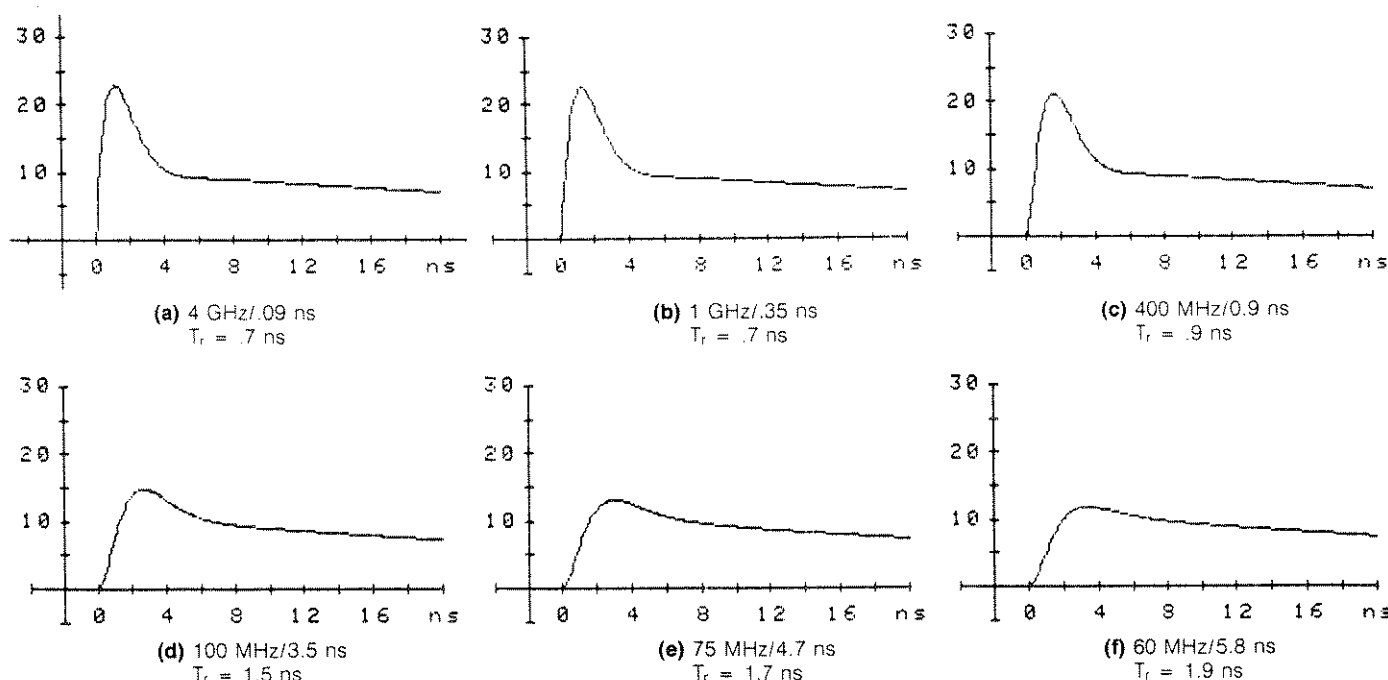 30
20
10
0 4 8 12 16 ns
(a) 4 GHz/.09 ns
Tᵣ = .7 ns
30
20
10
0 4 8 12 16 ns
(b) 1 GHz/.35 ns
Tᵣ = .7 ns
30
20
10
0 4 8 12 16 ns
(c) 400 MHz/0.9 ns
Tᵣ = .9 ns
30
20
10
0 4 8 12 16 ns
(d) 100 MHz/3.5 ns
Tᵣ = 1.5 ns
30
20
10
0 4 8 12 16 ns
(e) 75 MHz/4.7 ns
Tᵣ = 1.7 ns
30
20
10
0 4 8 12 16 ns
(f) 60 MHz/5.8 ns
Tᵣ = 1.9 ns